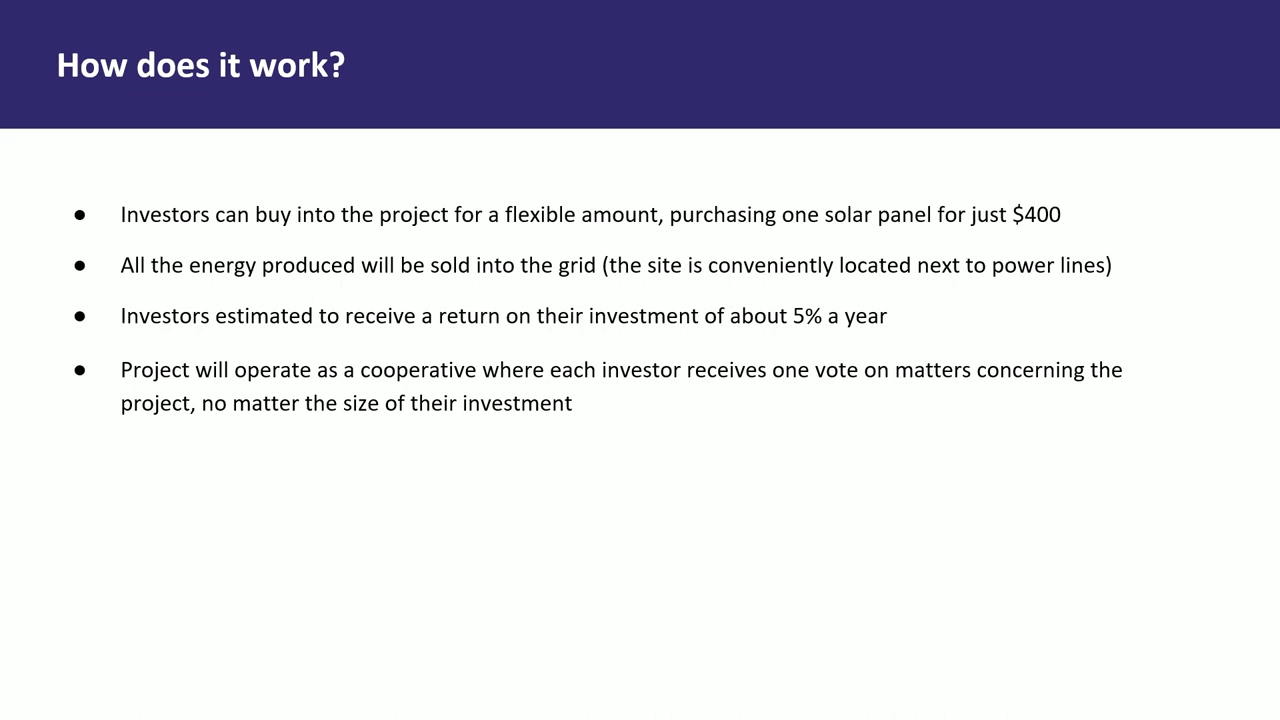 How does it work?
● Investors can buy into the project for a flexible amount, purchasing one solar panel for just $400
● All the energy produced will be sold into the grid (the site is conveniently located next to power lines)
● Investors estimated to receive a return on their investment of about 5% a year
● Project will operate as a cooperative where each investor receives one vote on matters concerning the
project, no matter the size of their investment